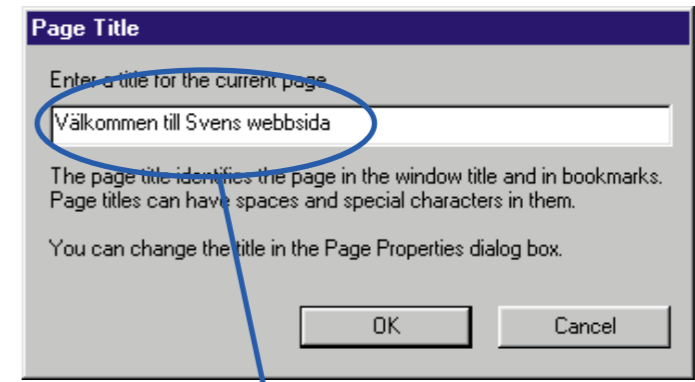 Page Title
Enter a title for the current page
Välkommen till Svens webbsida
The page title identifies the page in the window title and in bookmarks.
Page titles can have spaces and special characters in them.
You can change the title in the Page Properties dialog box.
OK
Cancel